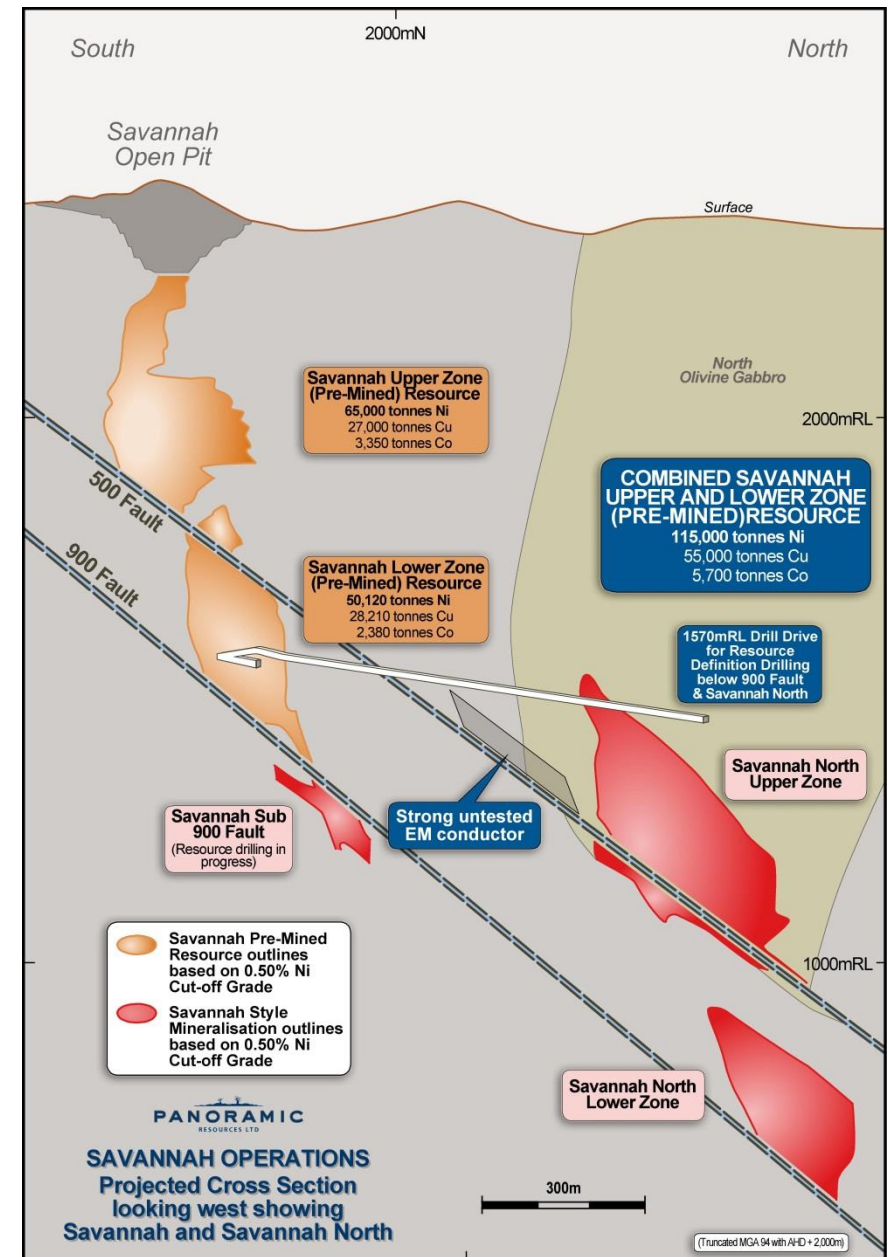 2000mN
South
North
Savannah
Open Pit
Surface
North
Olivine Gabbro
Savannah Upper Zone
(Pre-Mined) Resource
65,000 tonnes Ni
27,000 tonnes Cu
3,350 tonnes Co
2000mRL
COMBINED SAVANNAH
UPPER AND LOWER ZONE
(PRE-MINED)RESOURCE
115,000 tonnes Ni
55,000 tonnes Cu
5,700 tonnes Co
500 Fault
900 Fault
Savannah Lower Zone
(Pre-Mined) Resource
50,120 tonnes Ni
28,210 tonnes Cu
2,380 tonnes Co
1570mRL Drill Drive
for Resource
Definition Drilling
below 900 Fault
& Savannah North
Savannah North
Upper Zone
Strong untested
EM conductor
Savannah Sub
900 Fault
(Resource drilling in
progress)
Savannah Pre-Mined
Resource outlines
based on 0.50% Ni
Cut-off Grade
Savannah Style
Mineralisation outlines
based on 0.50% Ni
Cut-off Grade
1000mRL
Savannah North
Lower Zone
PANORAMIC
RESOURCES LTD
SAVANNAH OPERATIONS
Projected Cross Section
looking west showing
Savannah and Savannah North
300m
(Truncated MGA 94 with AHD + 2,000m)